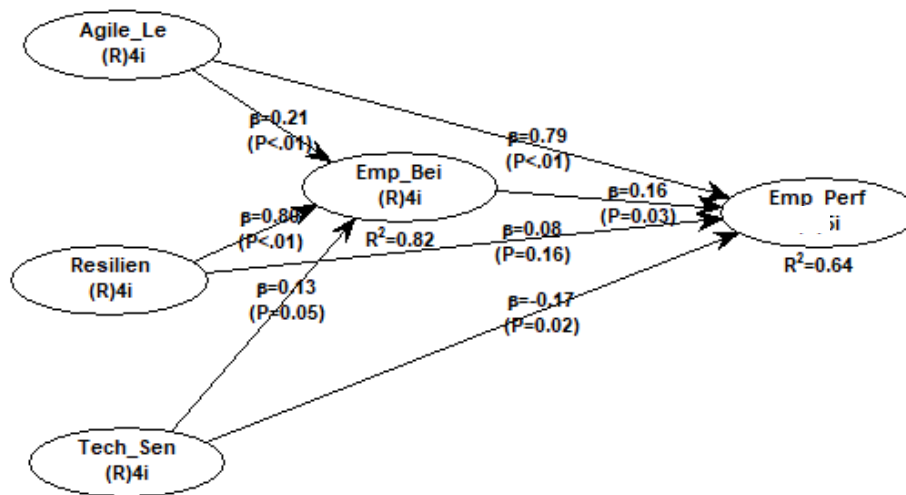 Agile_Le
(R)4i
β=0.21
(P<.01)
β=0.79
(P<.01)
Emp_Bei
(R)4i
R²=0.82
β=0.16
(P=0.03)
Emp_Perf
R²=0.64
(P<.01)
β=0.08
(P=0.16)
Resilien
(R)4i
β=0.13
(P=0.05)
β=-0.17
(P=0.02)
Tech_Sen
(R)4i